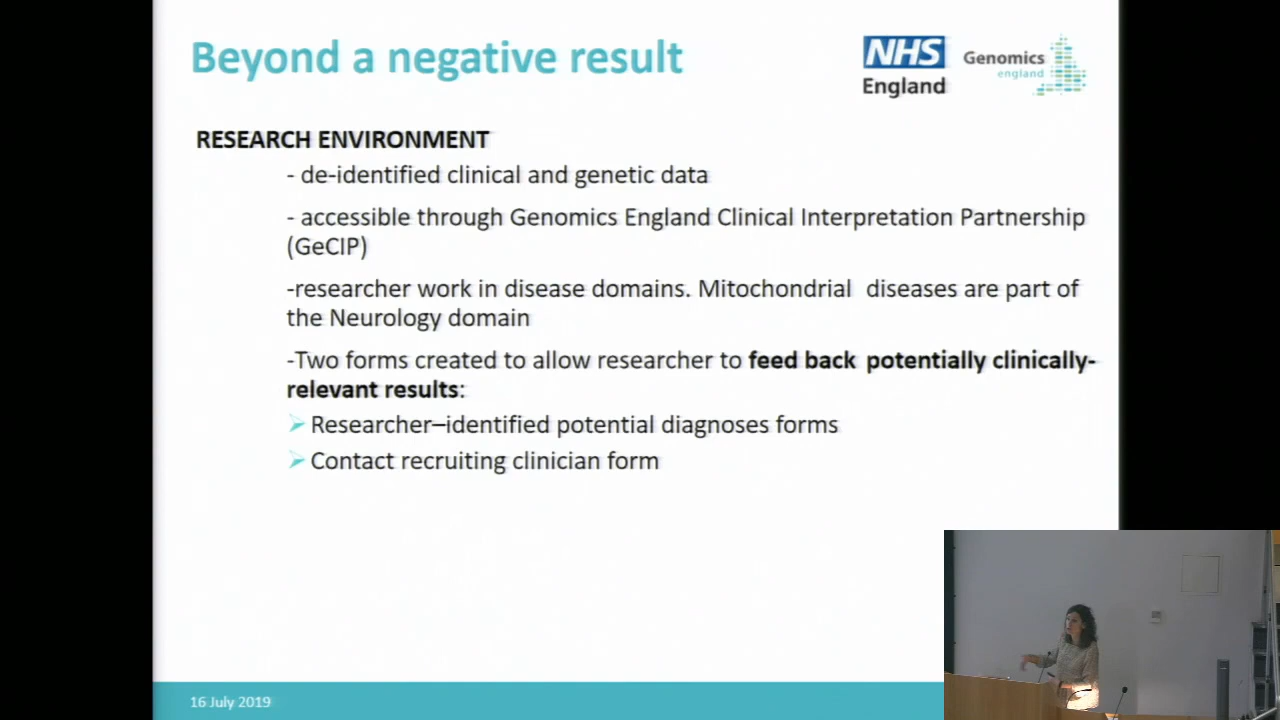 Beyond a negative result
NHS
England
Genomics
england
RESEARCH ENVIRONMENT
- de-identified clinical and genetic data
- accessible through Genomics England Clinical Interpretation Partnership
(GeCIP)
-researcher work in disease domains. Mitochondrial diseases are part of
the Neurology domain
-Two forms created to allow researcher to feed back potentially clinically-
relevant results:
Researcher–identified potential diagnoses forms
Contact recruiting clinician form
16 July 2019